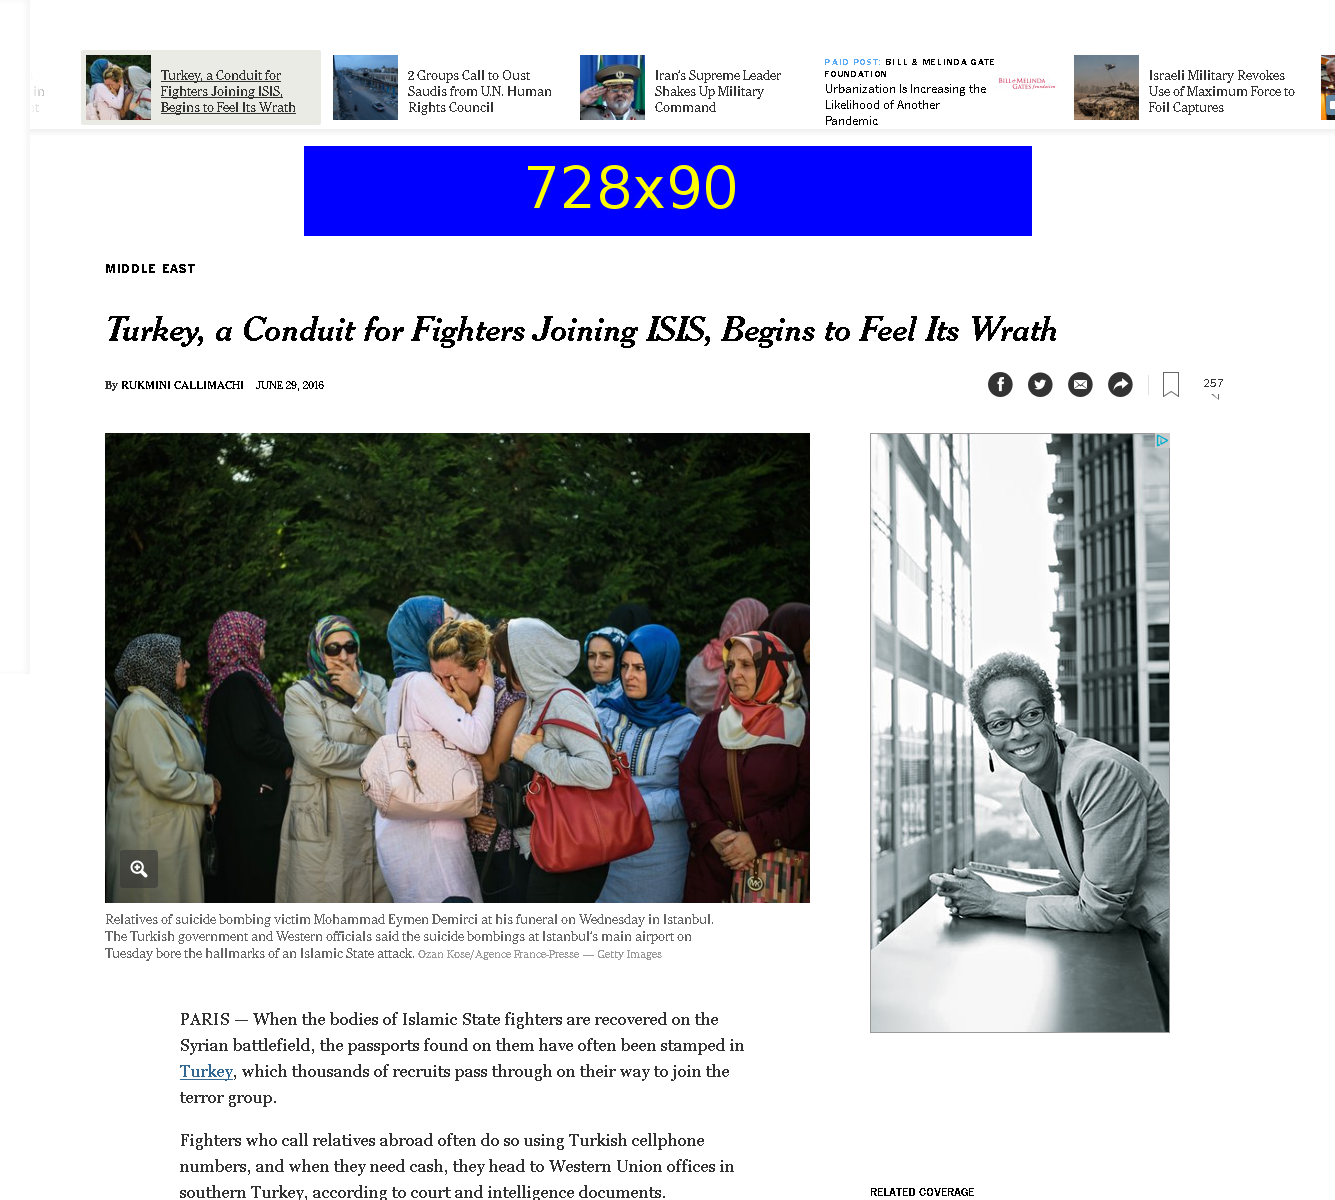 in
Turkey, a Conduit for
Fighters Joining ISIS,
Begins to Feel Its Wrath
2 Groups Call to Oust
Saudis from U.N. Human
Rights Council
Iran's Supreme Leader
Shakes Up Military
Command
PAID POST: BILL & MELINDA GATE
FOUNDATION
Urbanization Is Increasing the
Likelihood of Another
Pandemic
BILL & MELINDA
GATES foundation
Israeli Military Revokes
Use of Maximum Force to
Foil Captures
728x90
MIDDLE EAST
Turkey, a Conduit for Fighters Joining ISIS, Begins to Feel Its Wrath
By RUKMINI CALLIMACHI JUNE 29, 2016
257
Relatives of suicide bombing victim Mohammad Eymen Demirci at his funeral on Wednesday in Istanbul.
The Turkish government and Western officials said the suicide bombings at Istanbul's main airport on
Tuesday bore the hallmarks of an Islamic State attack. Ozan Kose/Agence France-Presse — Getty Images
PARIS — When the bodies of Islamic State fighters are recovered on the
Syrian battlefield, the passports found on them have often been stamped in
Turkey, which thousands of recruits pass through on their way to join the
terror group.
Fighters who call relatives abroad often do so using Turkish cellphone
numbers, and when they need cash, they head to Western Union offices in
southern Turkey, according to court and intelligence documents.
RELATED COVERAGE